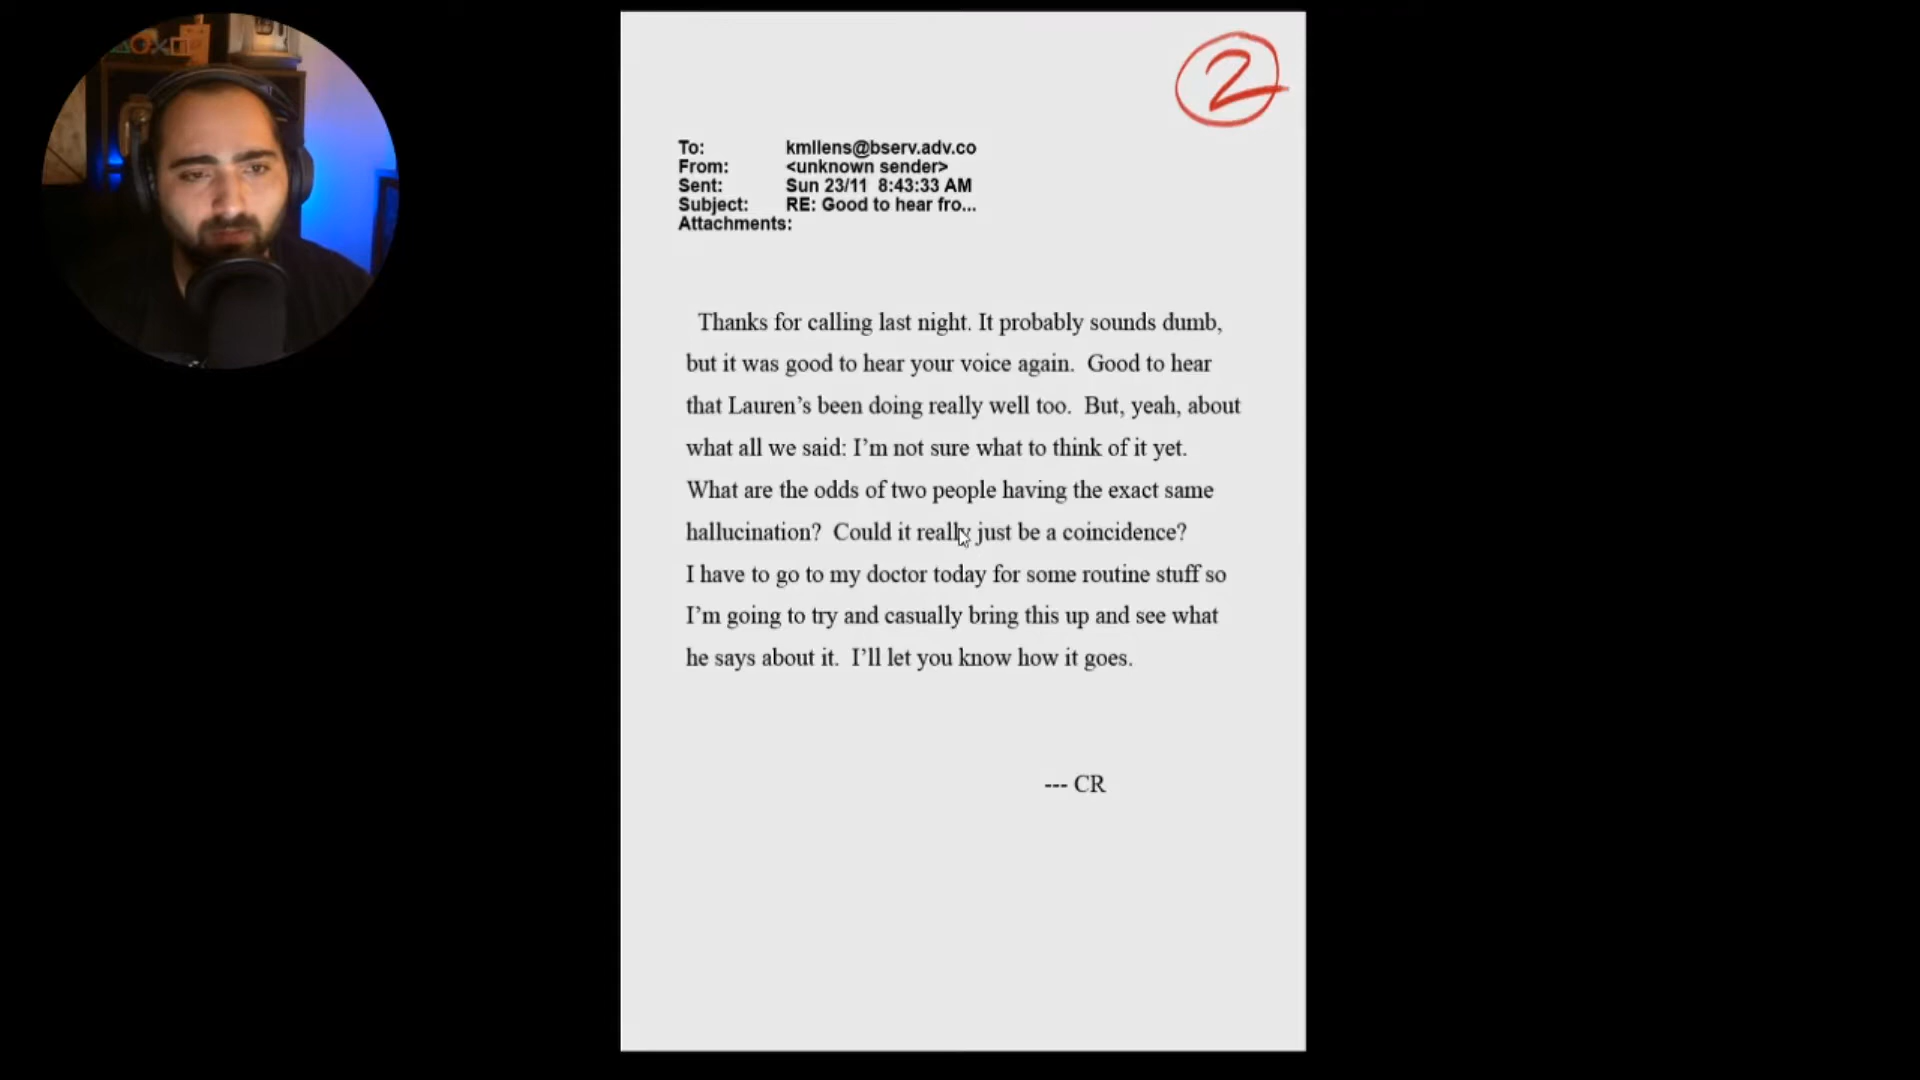 2
To: kmllens@bserv.adv.co
From: <unknown sender>
Sent: Sun 23/11 8:43:33 AM
Subject: RE: Good to hear fro...
Attachments:
Thanks for calling last night. It probably sounds dumb,
but it was good to hear your voice again. Good to hear
that Lauren's been doing really well too. But, yeah, about
what all we said: I'm not sure what to think of it yet.
What are the odds of two people having the exact same
hallucination? Could it really just be a coincidence?
I have to go to my doctor today for some routine stuff so
I'm going to try and casually bring this up and see what
he says about it. I'll let you know how it goes.
--- CR